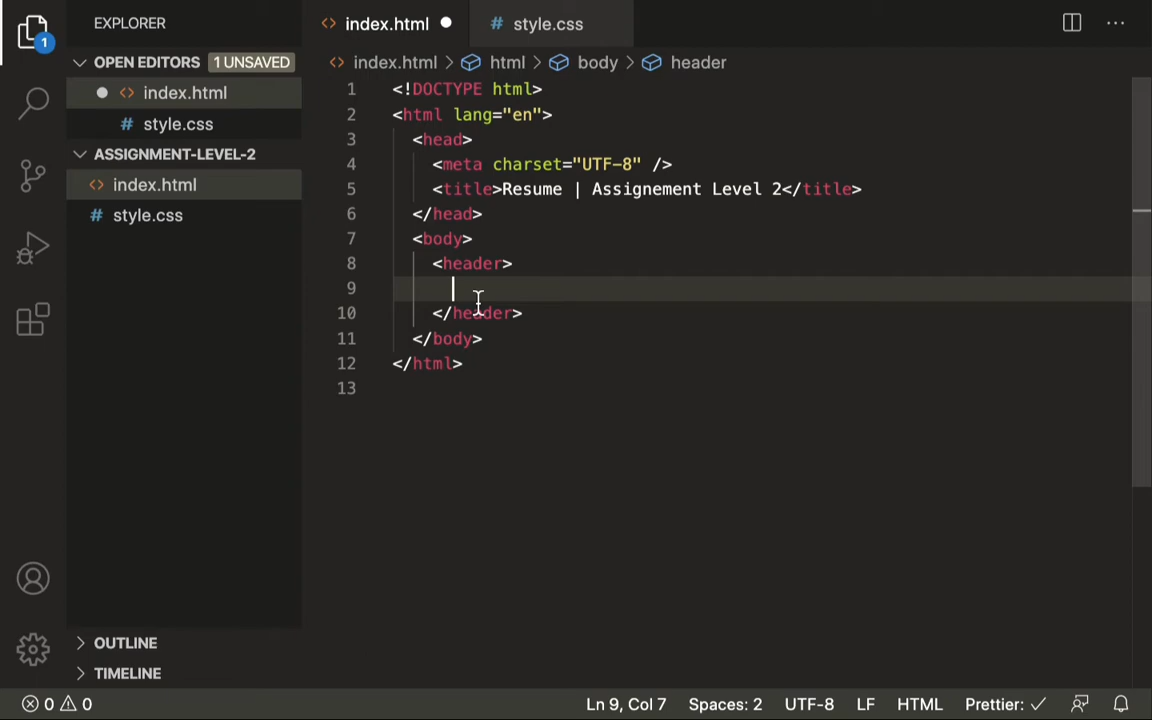 EXPLORER
index.html
style.css
OPEN EDITORS 1 UNSAVED
index.html > html > body > header
index.html
style.css
ASSIGNMENT-LEVEL-2
index.html
style.css
1 <!DOCTYPE html>
2 <html lang="en">
3 <head>
4 <meta charset="UTF-8" />
5 <title>Resume | Assignement Level 2</title>
6 </head>
7 <body>
8 <header>
9
10 </header>
11 </body>
12 </html>
13
1
OUTLINE
TIMELINE
0 0 Ln 9, Col 7 Spaces: 2 UTF-8 LF HTML Prettier: ✓